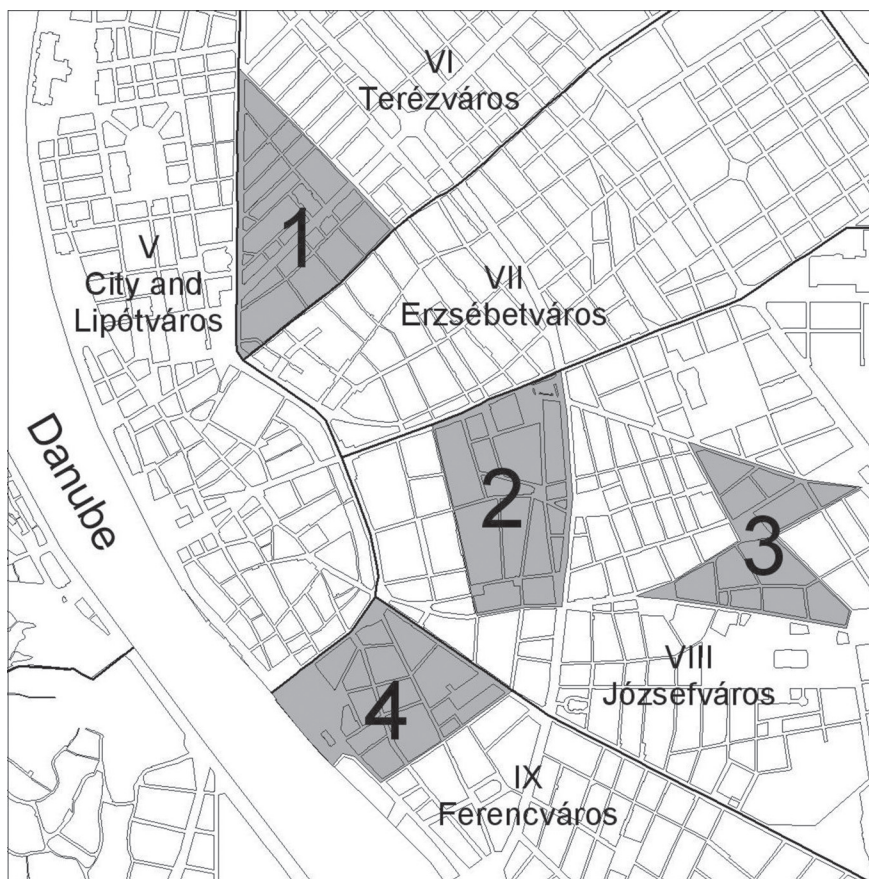 VI
Terézváros
1
V
City and
Lipótváros
VII
Erzsébetváros
Danube
2
3
VIII
Józsefváros
4
IX
Ferencváros